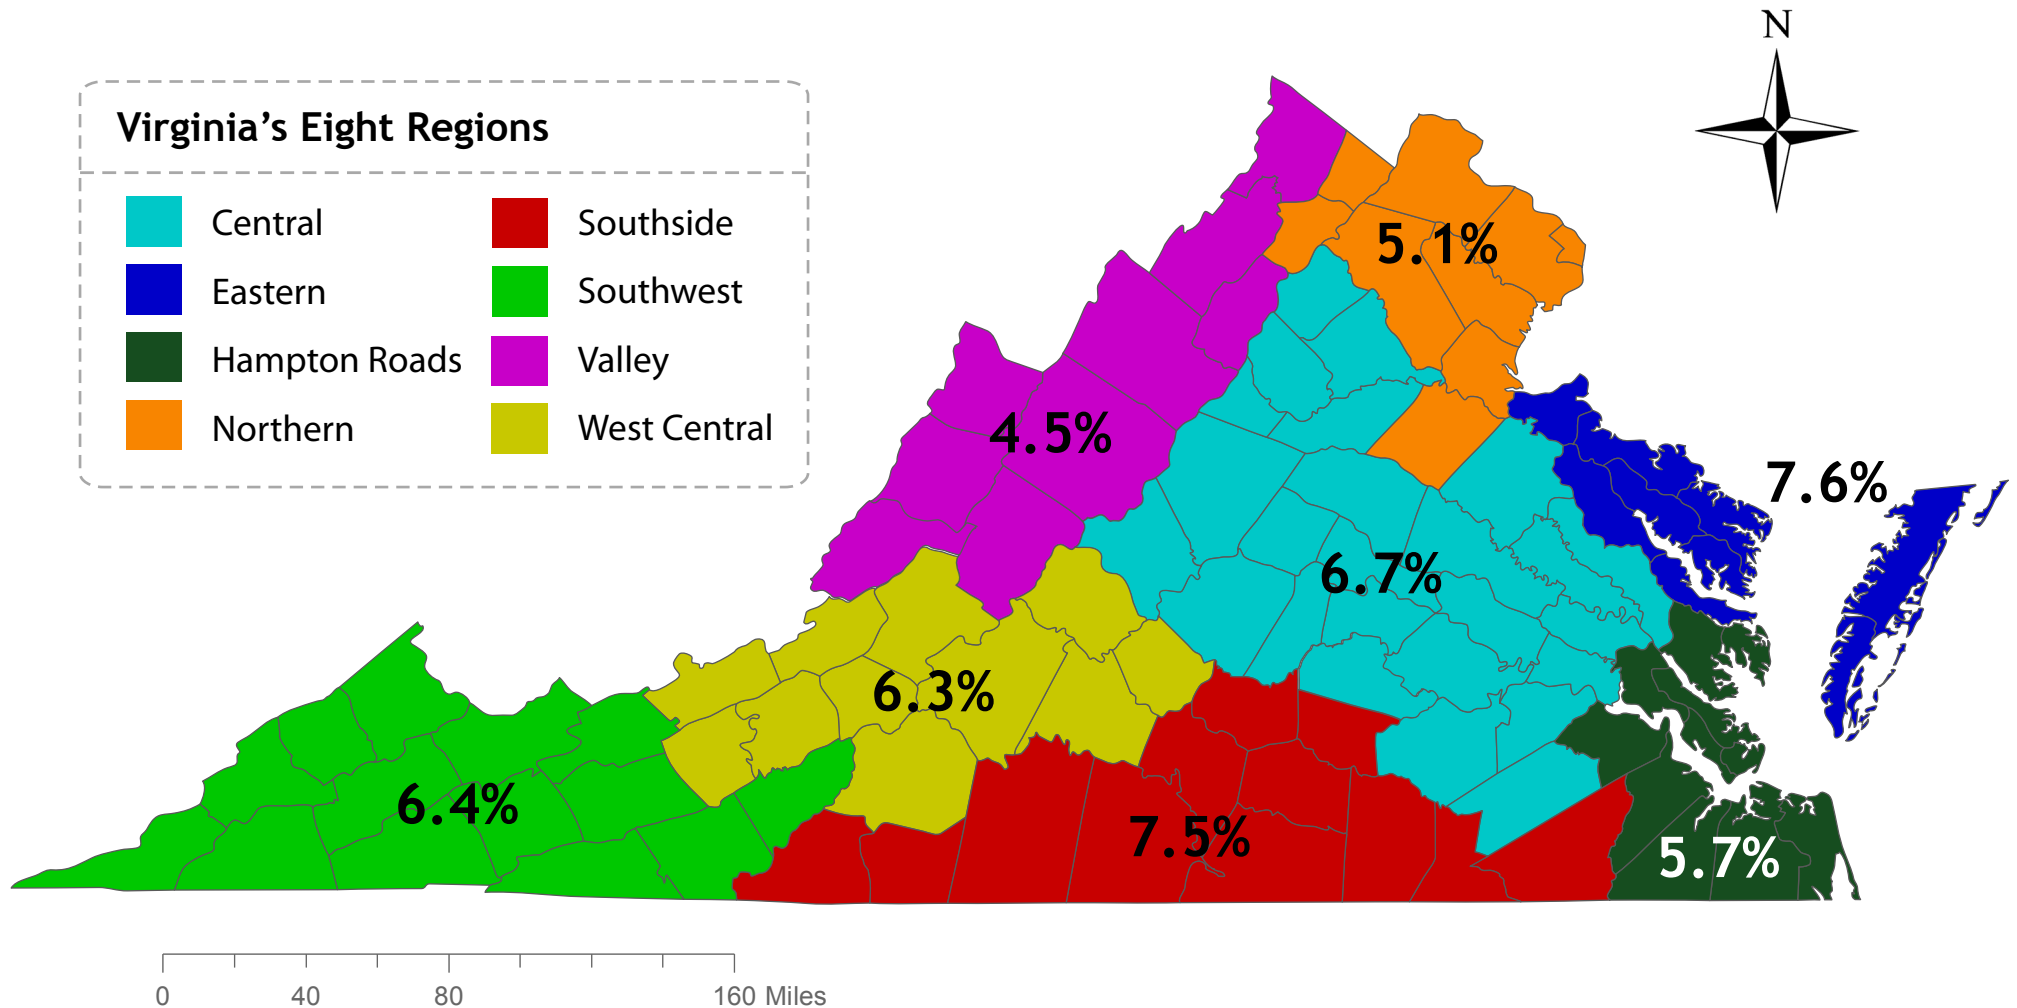 N
Virginia’s Eight Regions
Central
Southside
Eastern
Southwest
Hampton Roads
Valley
Northern
West Central
5.1%
4.5%
7.6%
6.7%
6.3%
6.4%
7.5%
5.7%
0 40 80 160 Miles